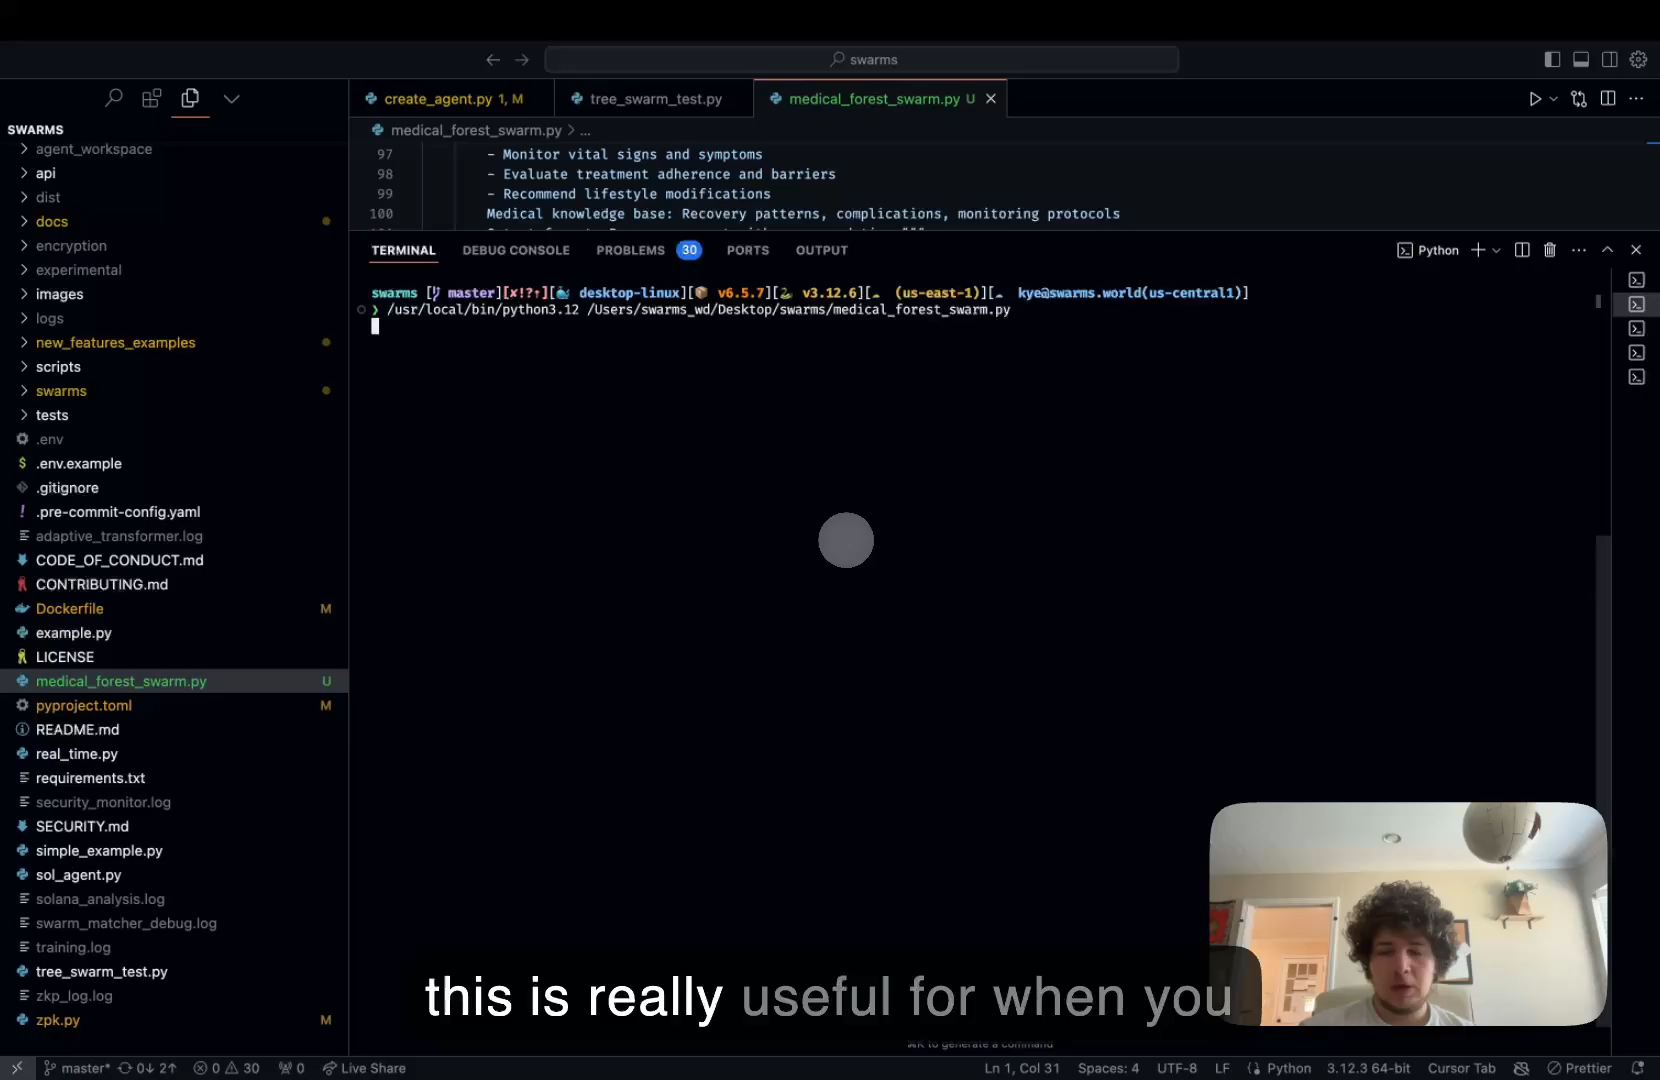 swarms
create_agent.py 1, M
tree_swarm_test.py
medical_forest_swarm.py U
SWARMS
medical_forest_swarm.py > ...
agent_workspace
api
dist
docs
encryption
experimental
images
logs
new_features_examples
scripts
swarms
tests
.env
$ .env.example
.gitignore
! .pre-commit-config.yaml
adaptive_transformer.log
CODE_OF_CONDUCT.md
CONTRIBUTING.md
Dockerfile M
example.py
LICENSE
medical_forest_swarm.py U
pyproject.toml M
README.md
real_time.py
requirements.txt
security_monitor.log
SECURITY.md
simple_example.py
sol_agent.py
solana_analysis.log
swarm_matcher_debug.log
training.log
tree_swarm_test.py
zkp_log.log
zpk.py M
97 - Monitor vital signs and symptoms
98 - Evaluate treatment adherence and barriers
99 - Recommend lifestyle modifications
100 Medical knowledge base: Recovery patterns, complications, monitoring protocols
TERMINAL DEBUG CONSOLE PROBLEMS 30 PORTS OUTPUT
Python
swarms [ master][✘!?⇡][🐳 desktop-linux][📦 v6.5.7][🐍 v3.12.6][☁ (us-east-1)][☁ kye@swarms.world(us-central1)]
❯ /usr/local/bin/python3.12 /Users/swarms_wd/Desktop/swarms/medical_forest_swarm.py
this is really useful for when you
⌘K to generate a command
master* 0↓ 2↑ 0 30 0 Live Share
Ln 1, Col 31 Spaces: 4 UTF-8 LF Python 3.12.3 64-bit Cursor Tab Prettier